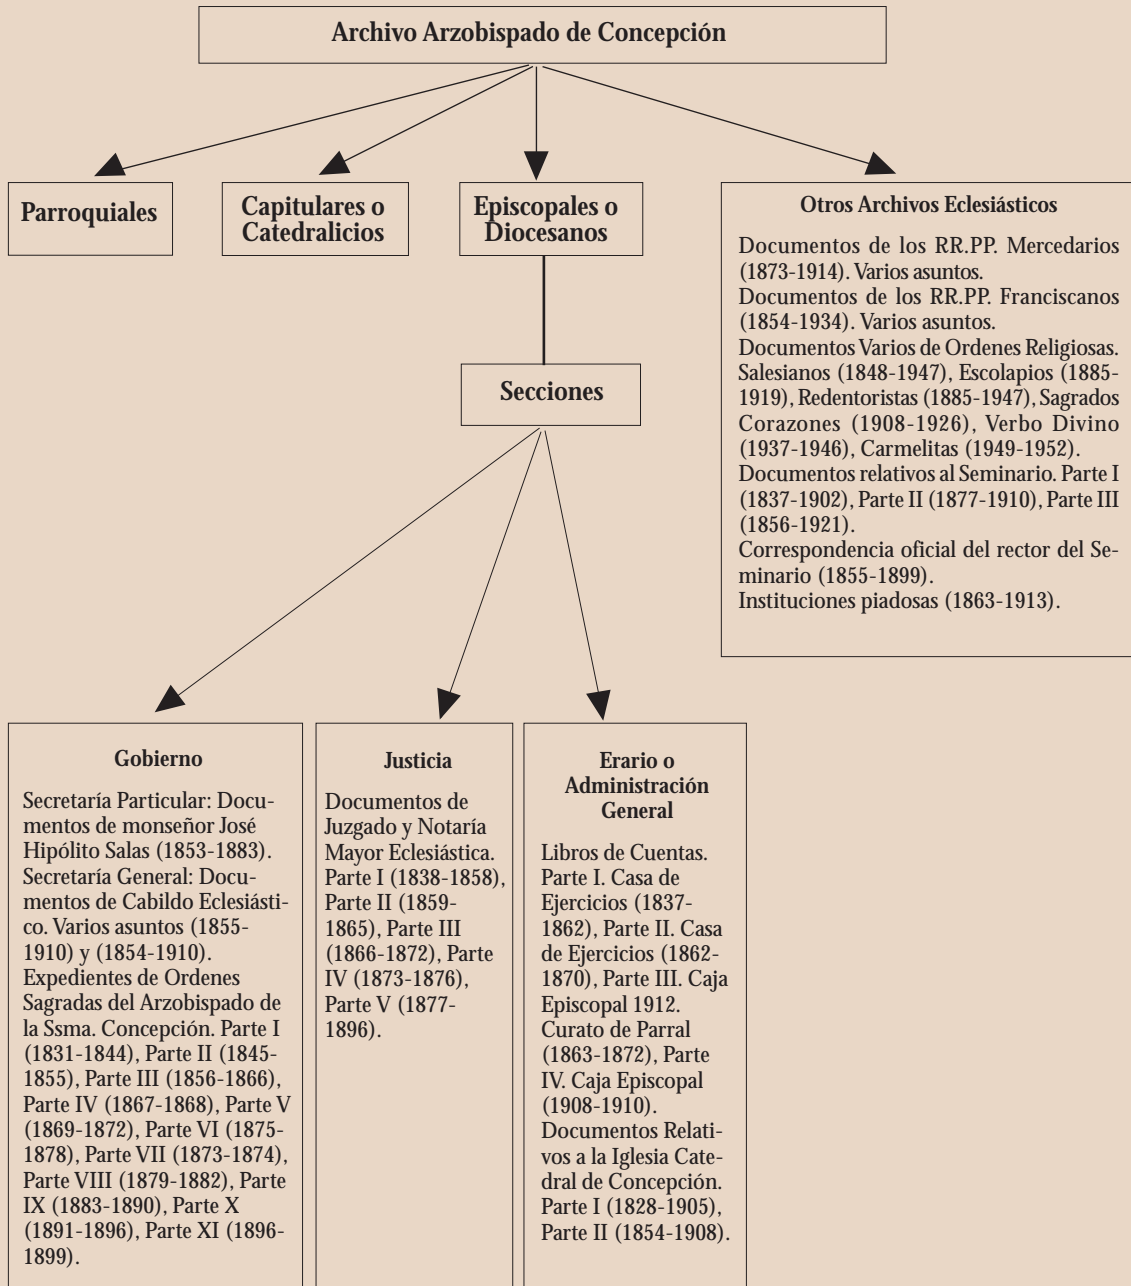 Archivo Arzobispado de Concepción
Parroquiales
Capitulares o
Catedralicios
Episcopales o
Diocesanos
Otros Archivos Eclesiásticos
Documentos de los RR.PP. Mercedarios
(1873-1914). Varios asuntos.
Documentos de los RR.PP. Franciscanos
(1854-1934). Varios asuntos.
Documentos Varios de Ordenes Religiosas.
Salesianos (1848-1947), Escolapios (1885-
1919), Redentoristas (1885-1947), Sagrados
Corazones (1908-1926), Verbo Divino
(1937-1946), Carmelitas (1949-1952).
Documentos relativos al Seminario. Parte I
(1837-1902), Parte II (1877-1910), Parte III
(1856-1921).
Correspondencia oficial del rector del Se-
minario (1855-1899).
Instituciones piadosas (1863-1913).
Secciones
Gobierno
Secretaría Particular: Docu-
mentos de monseñor José
Hipólito Salas (1853-1883).
Secretaría General: Docu-
mentos de Cabildo Eclesiásti-
co. Varios asuntos (1855-
1910) y (1854-1910).
Expedientes de Ordenes
Sagradas del Arzobispado de
la Ssma. Concepción. Parte I
(1831-1844), Parte II (1845-
1855), Parte III (1856-1866),
Parte IV (1867-1868), Parte V
(1869-1872), Parte VI (1875-
1878), Parte VII (1873-1874),
Parte VIII (1879-1882), Parte
IX (1883-1890), Parte X
(1891-1896), Parte XI (1896-
1899).
Justicia
Documentos de
Juzgado y Notaría
Mayor Eclesiástica.
Parte I (1838-1858),
Parte II (1859-
1865), Parte III
(1866-1872), Parte
IV (1873-1876),
Parte V (1877-
1896).
Erario o
Administración
General
Libros de Cuentas.
Parte I. Casa de
Ejercicios (1837-
1862), Parte II. Casa
de Ejercicios (1862-
1870), Parte III. Caja
Episcopal 1912.
Curato de Parral
(1863-1872), Parte
IV. Caja Episcopal
(1908-1910).
Documentos Relati-
vos a la Iglesia Cate-
dral de Concepción.
Parte I (1828-1905),
Parte II (1854-1908).